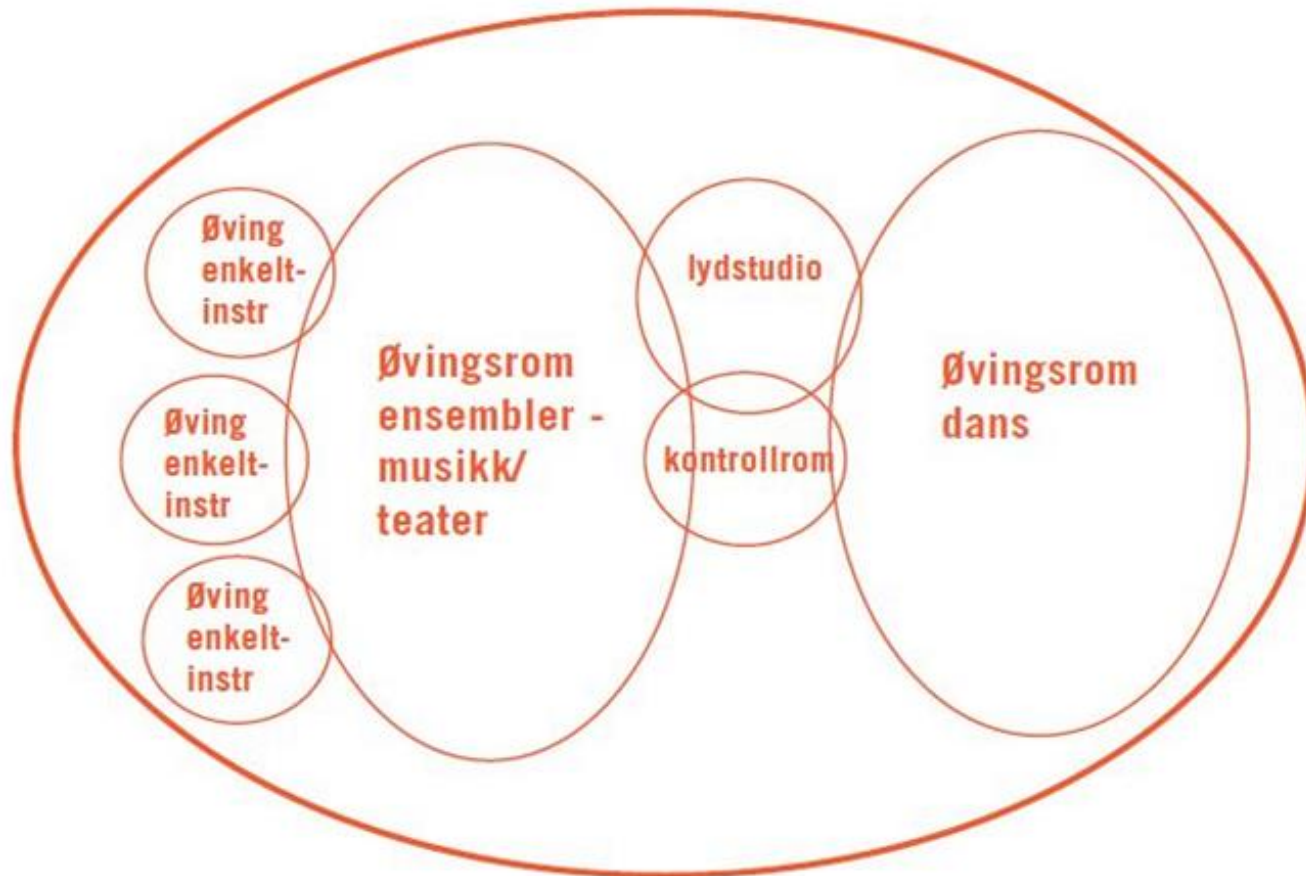 Øving
enkelt-
instr
Øving
enkelt-
instr
Øving
enkelt-
instr
Øvingsrom
ensembler -
musikk/
teater
lydstudio
kontrollrom
Øvingsrom
dans